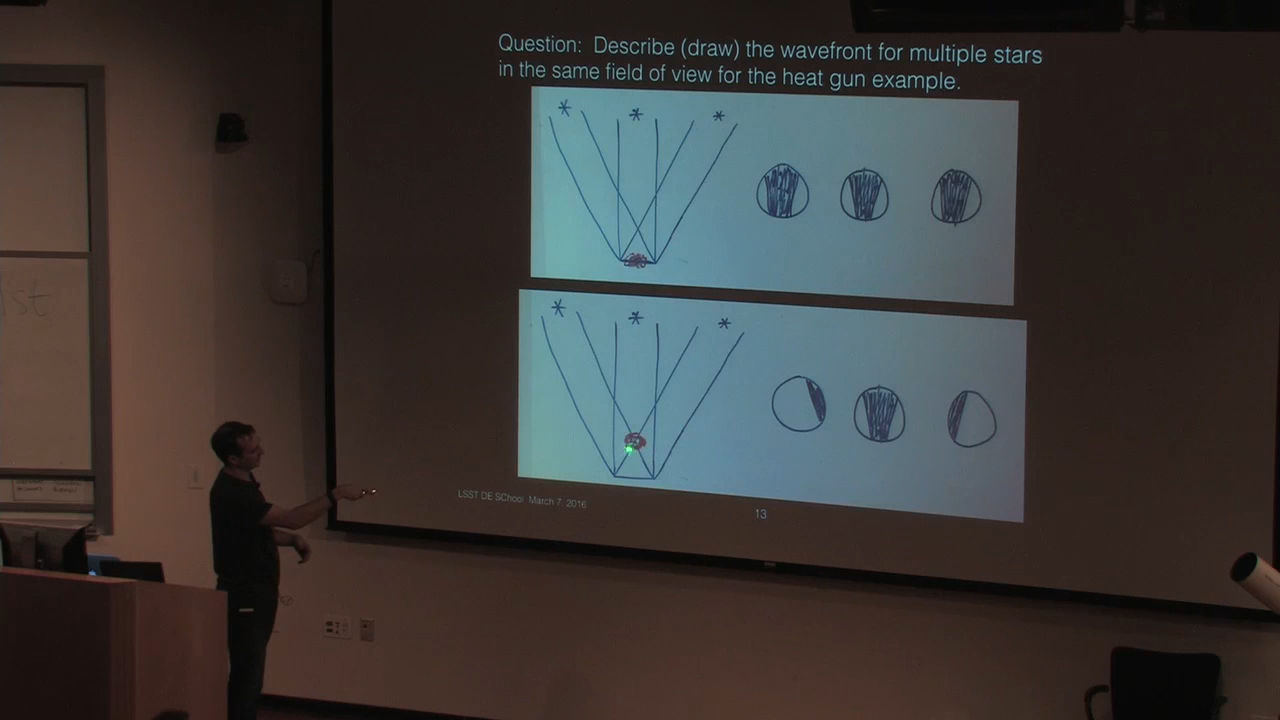 Question: Describe (draw) the wavefront for multiple stars
in the same field of view for the heat gun example.
LSST DE SChool March 7, 2016
13